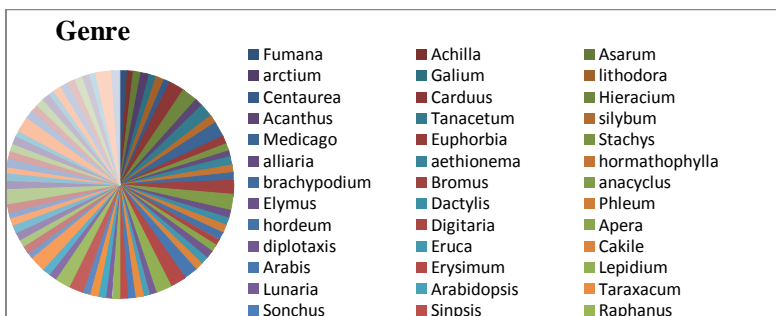 Genre
Fumana Achilla Asarum
arctium Galium lithodora
Centaurea Carduus Hieracium
Acanthus Tanacetum silybum
Medicago Euphorbia Stachys
alliaria aethionema hormathophylla
brachypodium Bromus anacyclus
Elymus Dactylis Phleum
hordeum Digitaria Apera
diplotaxis Eruca Cakile
Arabis Erysimum Lepidium
Lunaria Arabidopsis Taraxacum
Sonchus Sinpsis Raphanus